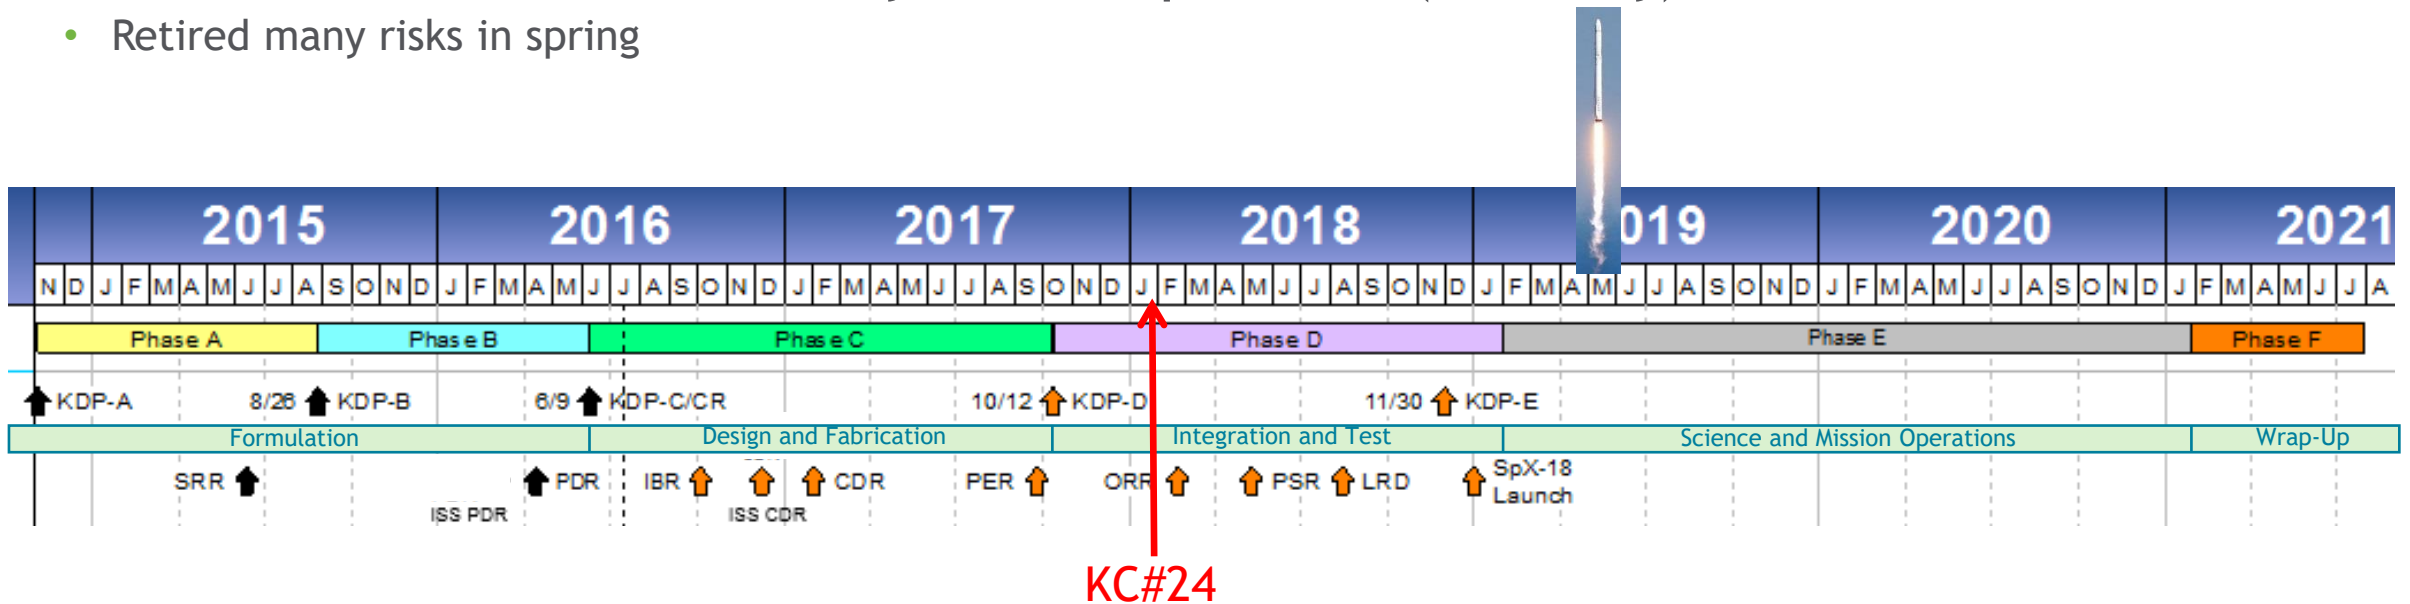 • Retired many risks in spring
2015 2016 2017 2018 019 2020 2021
N D J F M A M J J A S O N D J F M A M J J A S O N D J F M A M J J A S O N D J F M A M J J A S O N D J F M A M J J A S O N D J F M A M J J A S O N D J F M A M J J A
Phase A Phase B Phase C Phase D Phase E Phase F
KDP-A 8/26 KDP-B 6/9 KDP-C/CR 10/12 KDP-D 11/30 KDP-E
Formulation Design and Fabrication Integration and Test Science and Mission Operations Wrap-Up
SRR PDR IBR CDR PER ORR PSR LRD SpX-18
Launch
ISS PDR ISS CDR
KC#24